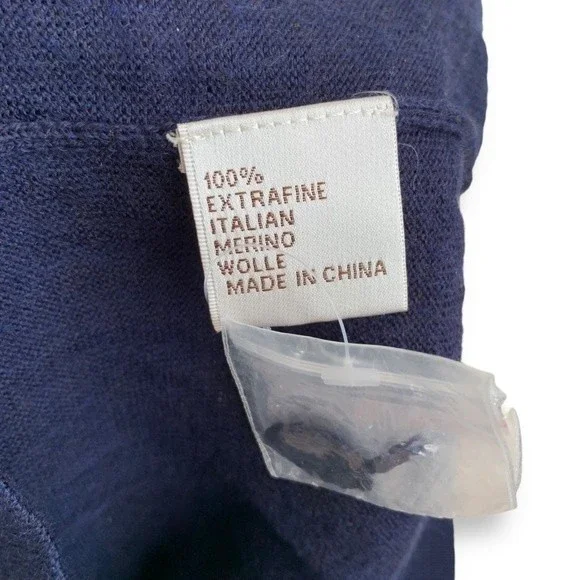 100%
EXTRAFINE
ITALIAN
MERINO
WOLLE
MADE IN CHINA